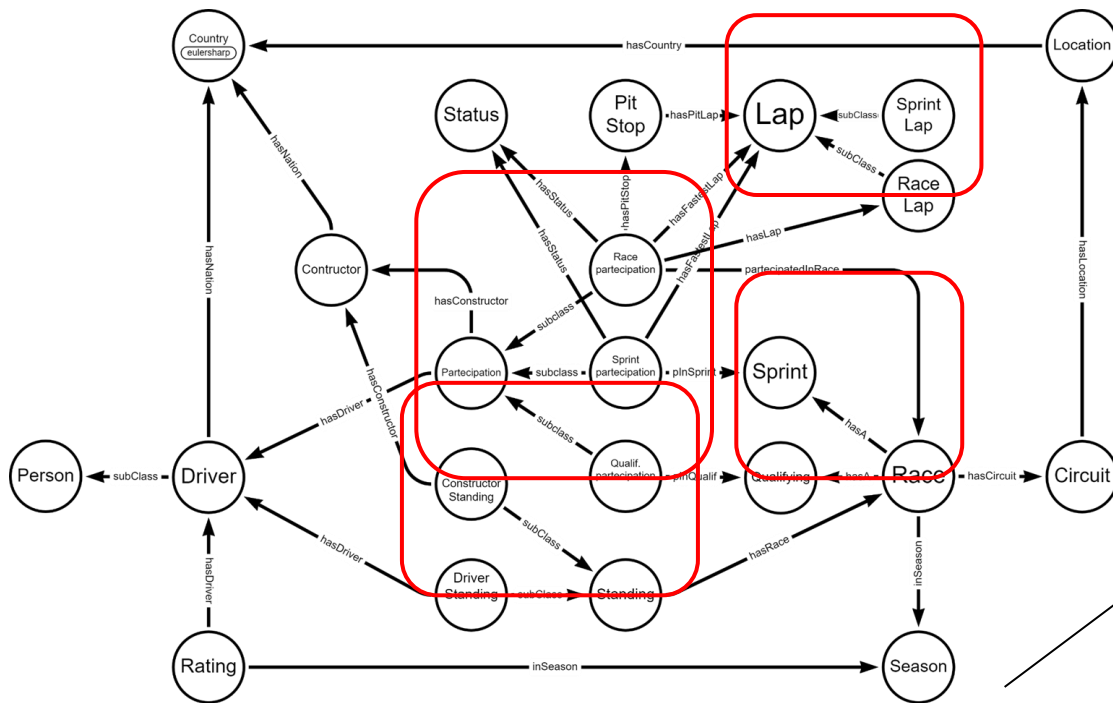 Country
eulersharp
hasCountry
Location
Status
Pit
Stop
hasPitLap
Lap
subClass
Sprint
Lap
hasNation
hasStatus
hasPitStop
hasFastestLap
subClass
Race
Lap
hasNation
hasStatus
hasFastestLap
hasLap
hasLocation
Contructor
Race
partecipation
partecipatedInRace
hasConstructor
subclass
Partecipation
subclass
Sprint
partecipation
pInSprint
Sprint
hasDriver
hasConstructor
subclass
hasA
Person
subClass
Driver
Constructor
Standing
Qualif.
partecipation
pInQualif
Qualifying
hasA
Race
hasCircuit
Circuit
hasDriver
subClass
hasRace
inSeason
hasDriver
Driver
Standing
subClass
Standing
Rating
inSeason
Season